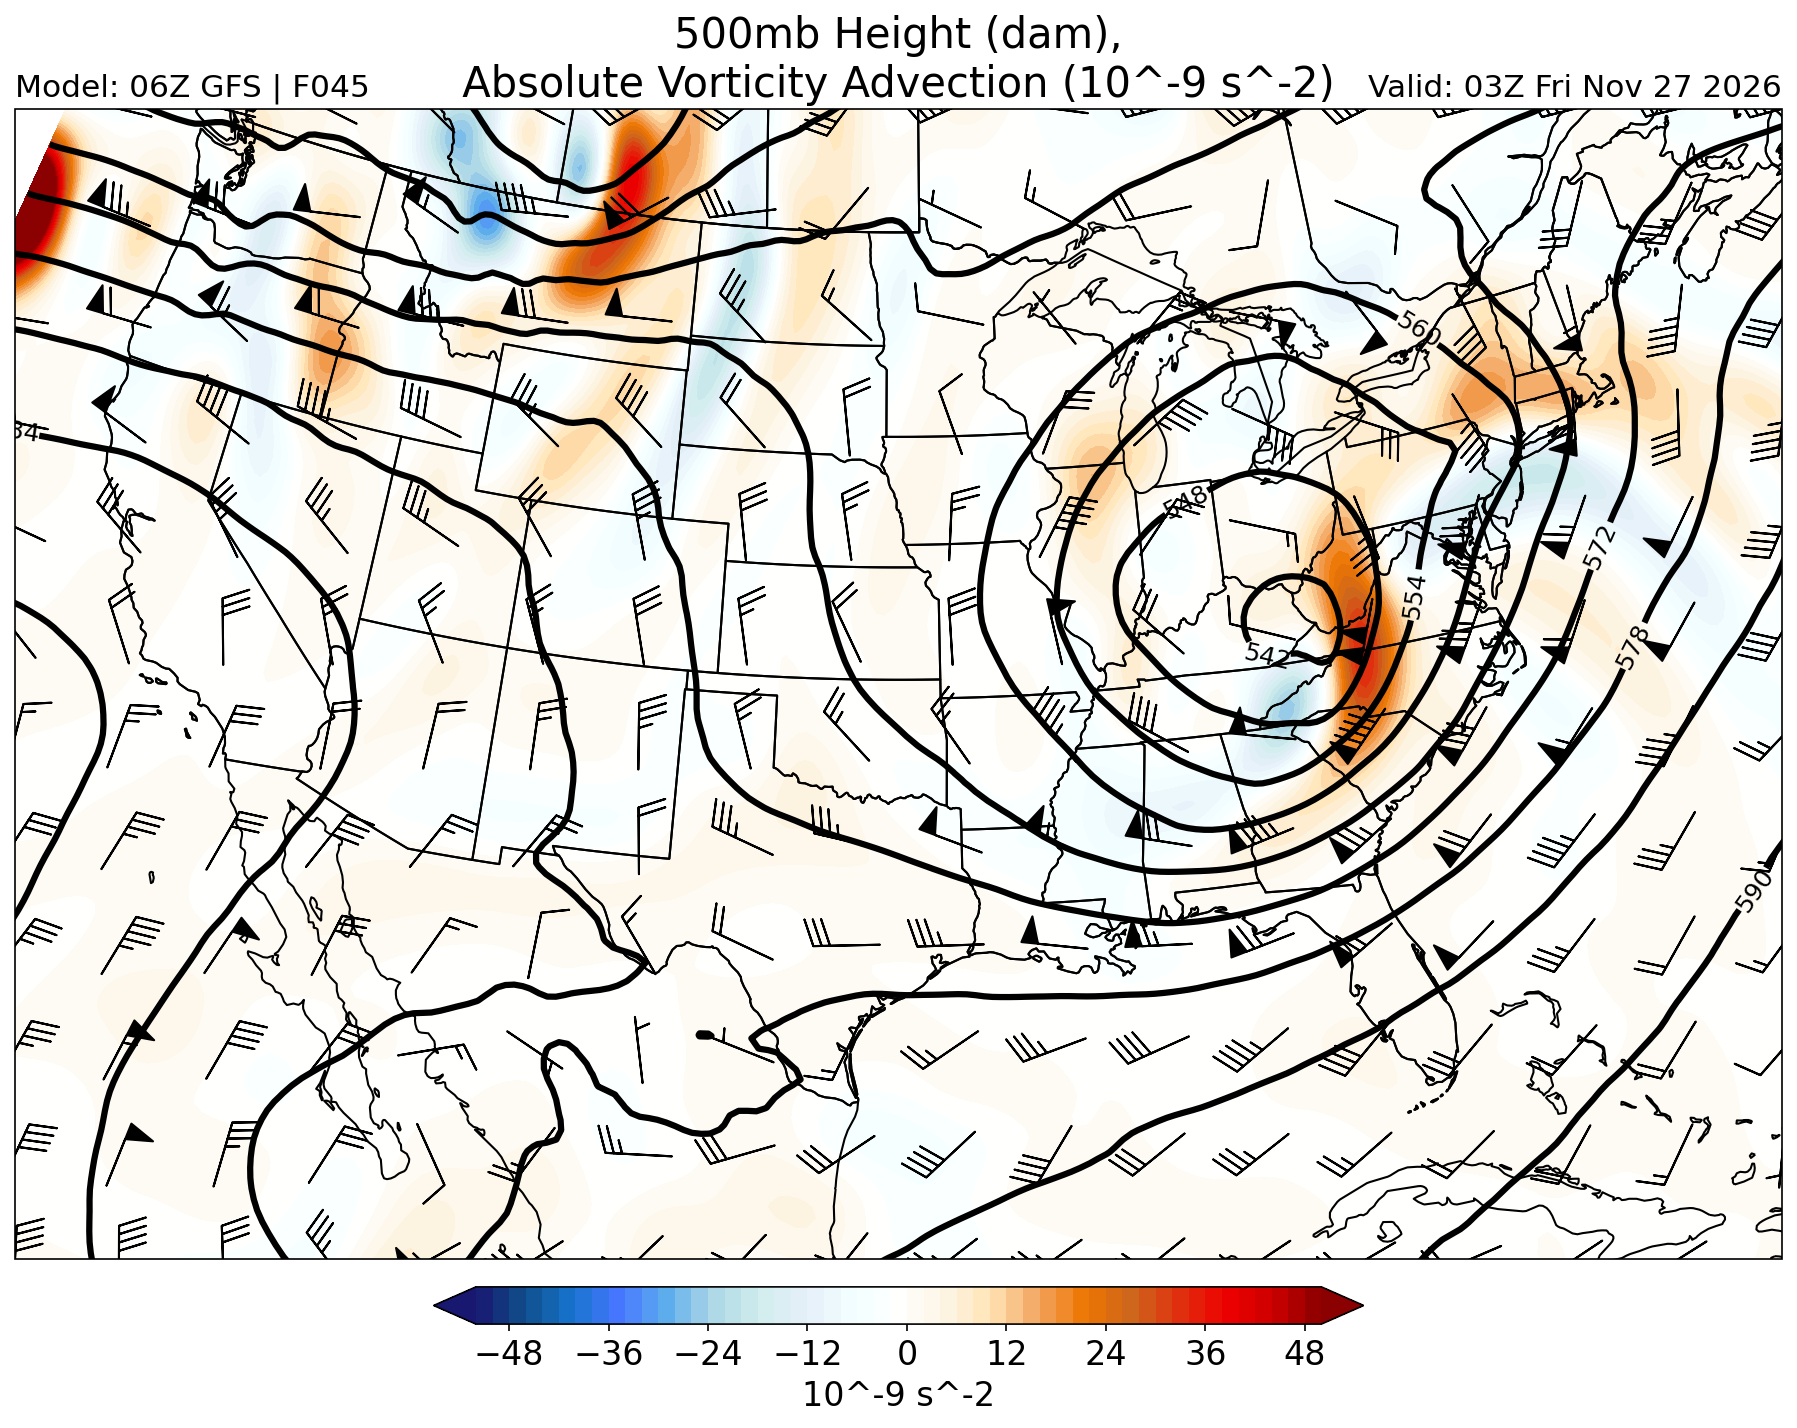 500mb Height (dam),
Model: 06Z GFS | F045
Absolute Vorticity Advection (10^-9 s^-2)
Valid: 03Z Fri Nov 27 2026
560
548
572
554
578
542
590
−48 −36 −24 −12 0 12 24 36 48
10^-9 s^-2